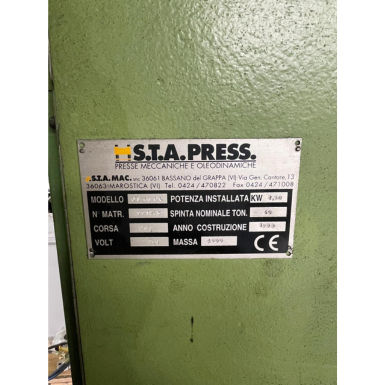 S.T.A. PRESS.
PRESSE MECCANICHE E OLEODINAMICHE
S.T.A. MAC. inc 36061 BASSANO del GRAPPA (VI) Via Gen. Cantore, 13
36063-MAROSTICA (VI) Tel. 0424/470822 Fax 0424/471008
MODELLO POTENZA INSTALLATA KW
N° MATR. SPINTA NOMINALE TON.
CORSA ANNO COSTRUZIONE
VOLT MASSA CE